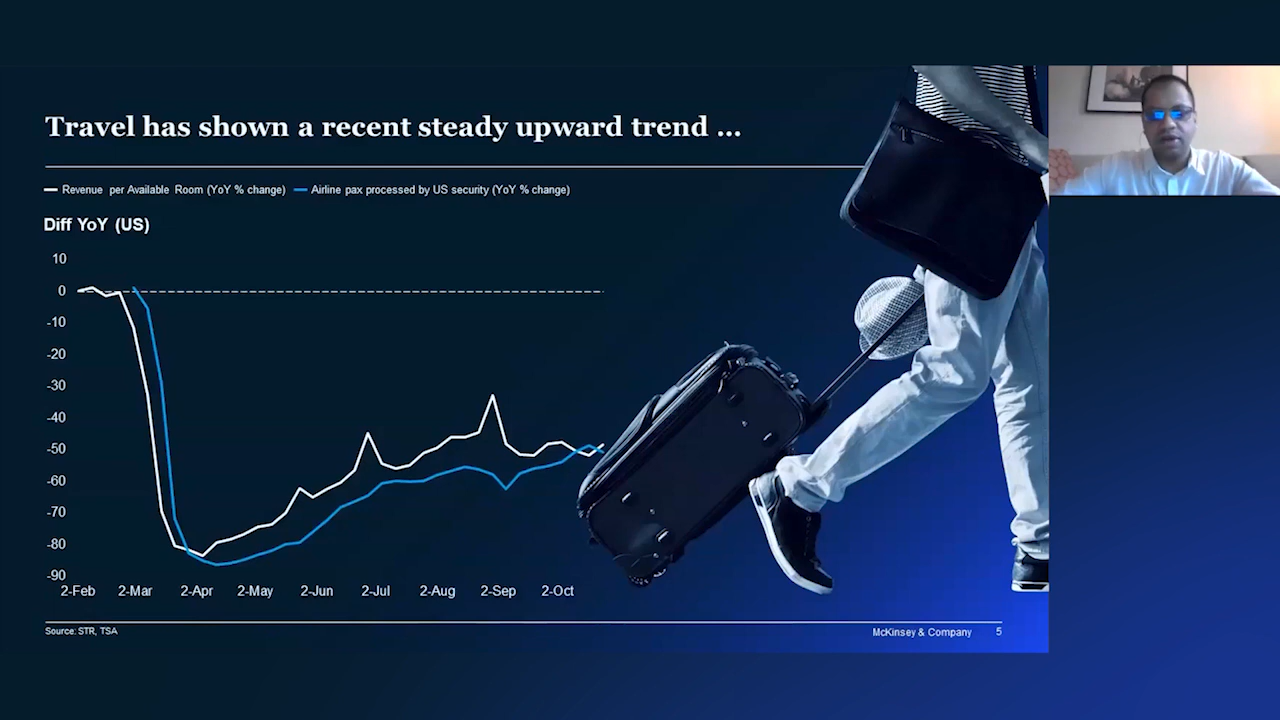 Travel has shown a recent steady upward trend ...
Revenue per Available Room (YoY % change) Airline pax processed by US security (YoY % change)
Diff YoY (US)
10
0
-10
-20
-30
-40
-50
-60
-70
-80
-90
2-Feb 2-Mar 2-Apr 2-May 2-Jun 2-Jul 2-Aug 2-Sep 2-Oct
Source: STR, TSA
McKinsey & Company 5